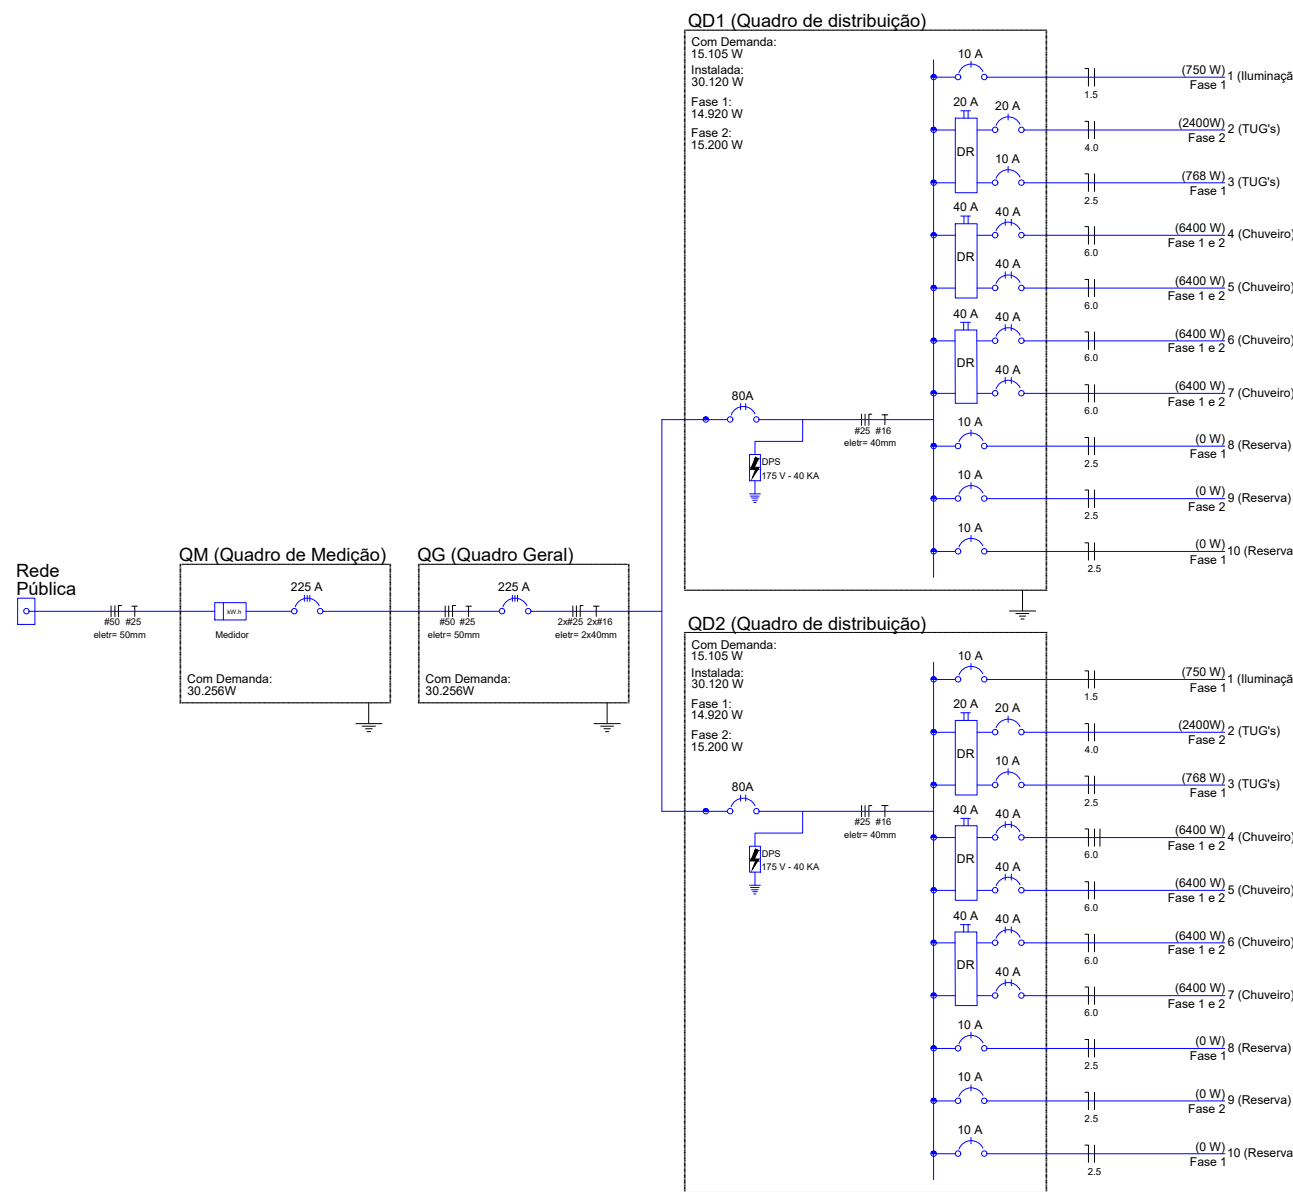 Rede
Pública
#50 #25
eletr= 50mm
QM (Quadro de Medição)
225 A
kW.h
Medidor
Com Demanda:
30.256W
QG (Quadro Geral)
225 A
#50 #25
eletr= 50mm
2x#25 2x#16
eletr= 2x40mm
Com Demanda:
30.256W
QD1 (Quadro de distribuição)
Com Demanda:
15.105 W
Instalada:
30.120 W
Fase 1:
14.920 W
Fase 2:
15.200 W
80A
DPS
175 V - 40 KA
#25 #16
eletr= 40mm
10 A
1.5
(750 W) 1 (Iluminaçã
Fase 1
20 A 20 A
DR
4.0
(2400W) 2 (TUG's)
Fase 2
10 A
2.5
(768 W) 3 (TUG's)
Fase 1
40 A 40 A
DR
6.0
(6400 W) 4 (Chuveiro)
Fase 1 e 2
40 A
6.0
(6400 W) 5 (Chuveiro)
Fase 1 e 2
40 A 40 A
DR
6.0
(6400 W) 6 (Chuveiro)
Fase 1 e 2
40 A
6.0
(6400 W) 7 (Chuveiro)
Fase 1 e 2
10 A
2.5
(0 W) 8 (Reserva)
Fase 1
10 A
2.5
(0 W) 9 (Reserva)
Fase 2
10 A
2.5
(0 W) 10 (Reserva
Fase 1
QD2 (Quadro de distribuição)
Com Demanda:
15.105 W
Instalada:
30.120 W
Fase 1:
14.920 W
Fase 2:
15.200 W
80A
DPS
175 V - 40 KA
#25 #16
eletr= 40mm
10 A
1.5
(750 W) 1 (Iluminaçã
Fase 1
20 A 20 A
DR
4.0
(2400W) 2 (TUG's)
Fase 2
10 A
2.5
(768 W) 3 (TUG's)
Fase 1
40 A 40 A
DR
6.0
(6400 W) 4 (Chuveiro)
Fase 1 e 2
40 A
6.0
(6400 W) 5 (Chuveiro)
Fase 1 e 2
40 A 40 A
DR
6.0
(6400 W) 6 (Chuveiro)
Fase 1 e 2
40 A
6.0
(6400 W) 7 (Chuveiro)
Fase 1 e 2
10 A
2.5
(0 W) 8 (Reserva)
Fase 1
10 A
2.5
(0 W) 9 (Reserva)
Fase 2
10 A
2.5
(0 W) 10 (Reserva
Fase 1